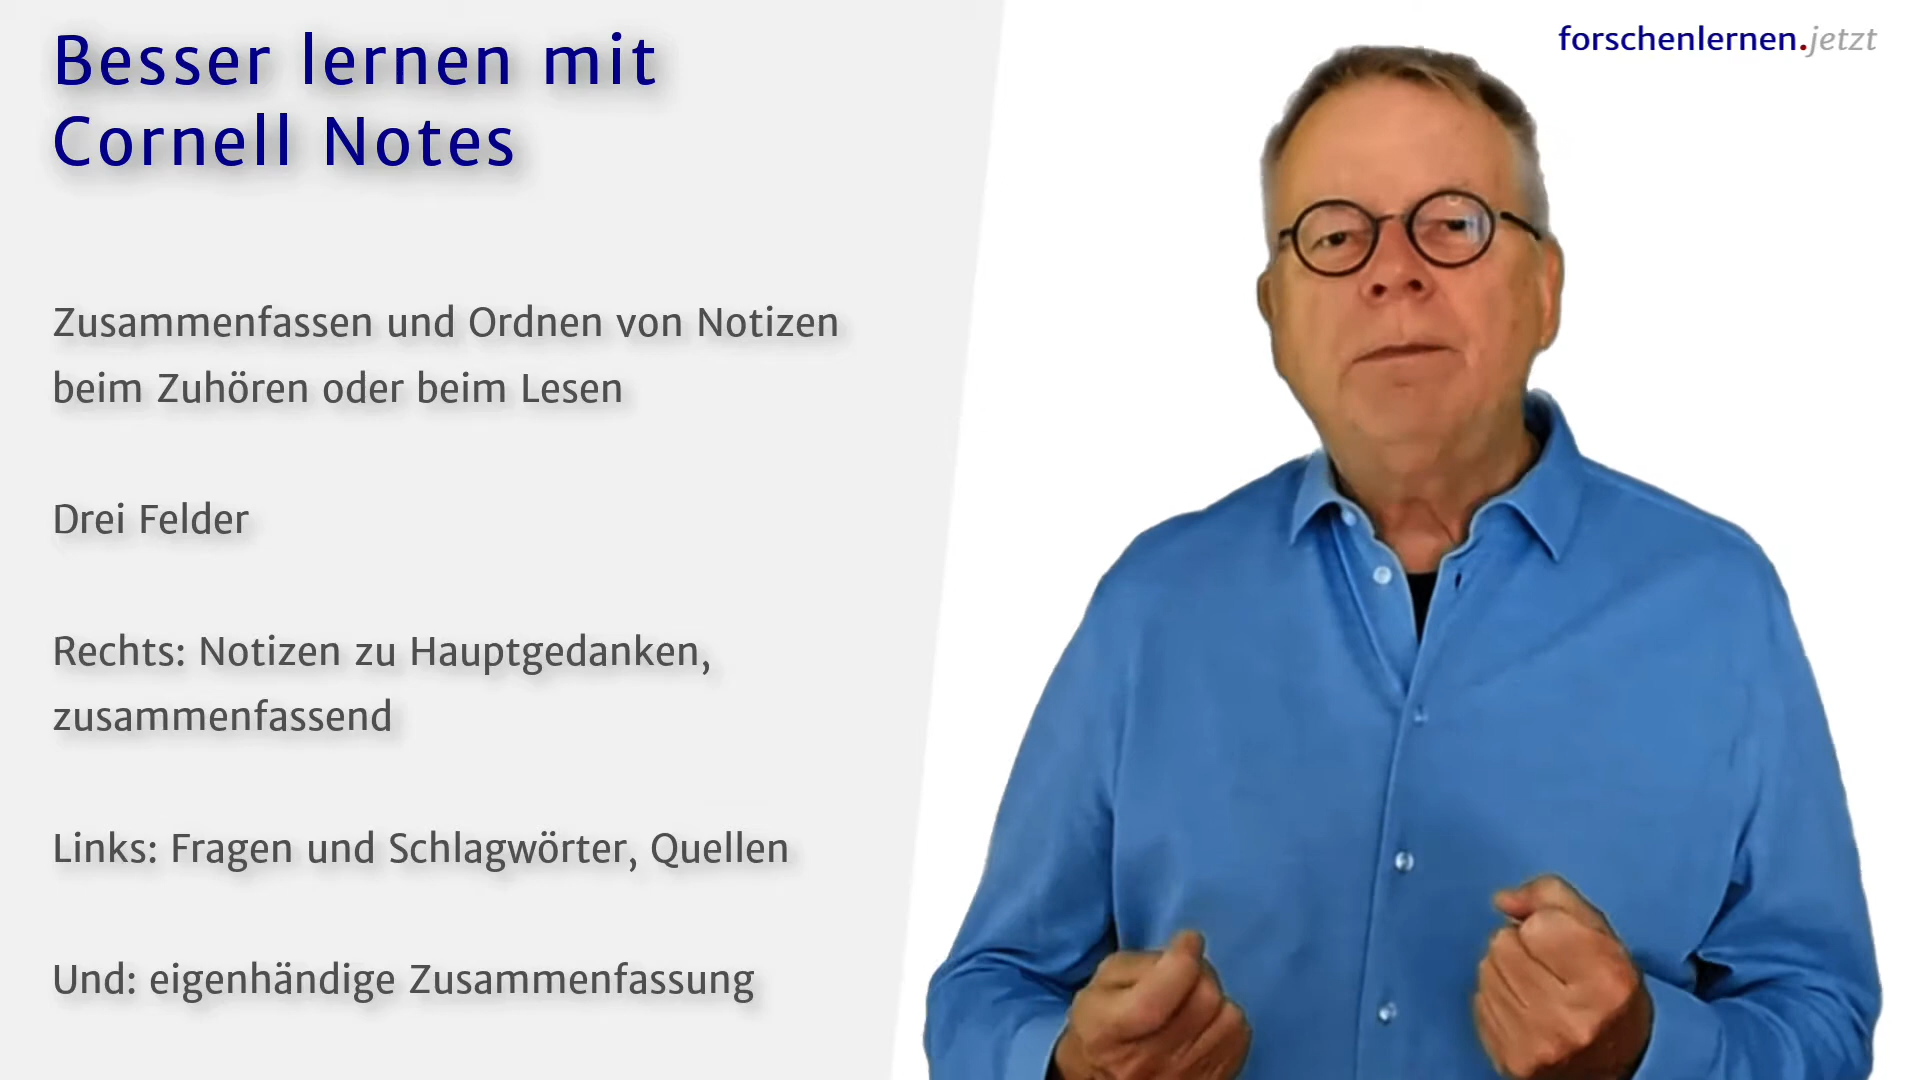 Besser lernen mit
Cornell Notes
forschenlernen.jetzt
Zusammenfassen und Ordnen von Notizen
beim Zuhören oder beim Lesen
Drei Felder
Rechts: Notizen zu Hauptgedanken,
zusammenfassend
Links: Fragen und Schlagwörter, Quellen
Und: eigenhändige Zusammenfassung